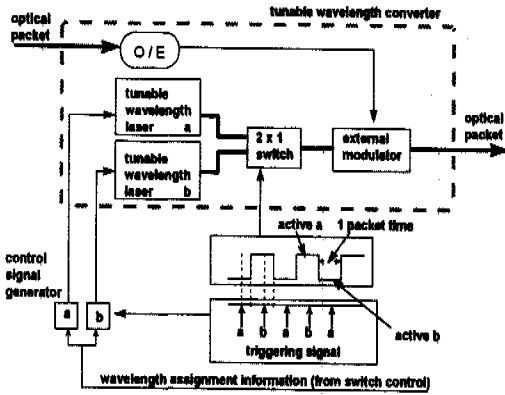 tunable wavelength converter
optical
packet
O / E
tunable
wavelength
laser a
tunable
wavelength
laser b
2 x 1
switch
external
modulator
optical
packet
active a 1 packet time
control
signal
generator
a
b
a b a b a
triggering signal
active b
wavelength assignment information (from switch control)